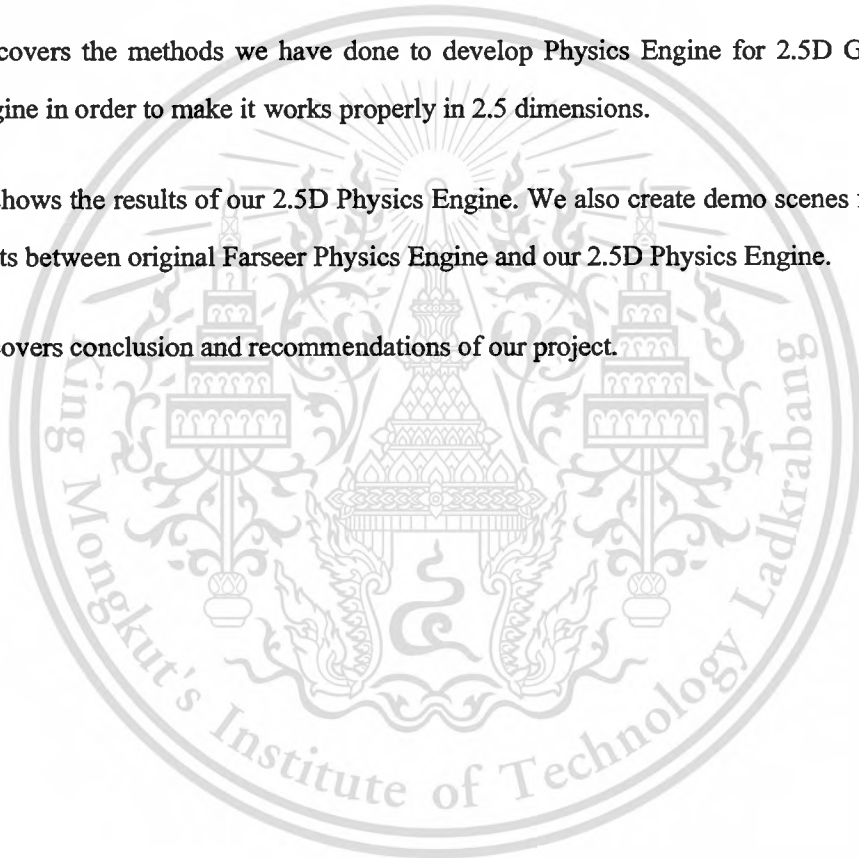 covers the methods we have done to develop Physics Engine for 2.5D G
gine in order to make it works properly in 2.5 dimensions.
hows the results of our 2.5D Physics Engine. We also create demo scenes
ts between original Farseer Physics Engine and our 2.5D Physics Engine.
overs conclusion and recommendations of our project.
King Mongkut's Institute of Technology Ladkrabang